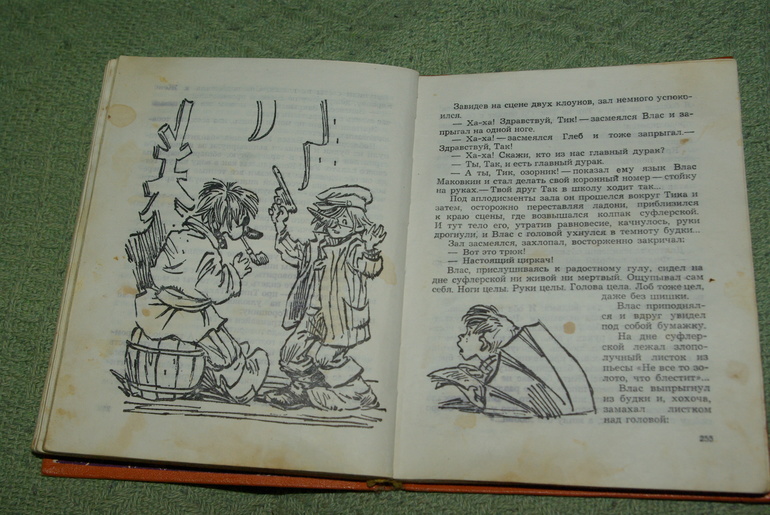 Завидев на сцене двух клоунов, зал немного успоко-
ился.
— Ха-ха! Здравствуй, Тик! — засмеялся Влас и за-
прыгал на одной ноге.
— Ха-ха! — засмеялся Глеб и тоже запрыгал.—
Здравствуй, Так!
— Ха-ха! Скажи, кто из нас главный дурак?
— Ты, Так, и есть главный дурак.
— А ты, Тик, озорник! — показал ему язык Влас
Маковкин и стал делать свой коронный номер — стойку
на руках.— Твой друг Так в школу ходит так...
Под аплодисменты зала он прошелся вокруг Тика и
затем, осторожно переставляя ладони, приблизился
к краю сцены, где возвышался колпак суфлерской.
И тут тело его, утратив равновесие, качнулось, руки
дрогнули, и Влас с головой ухнулся в темноту будки...
Зал засмеялся, захлопал, восторженно закричал:
— Вот это трюк!
— Настоящий циркач!
Влас, прислушиваясь к радостному гулу, сидел на
дне суфлерской ни живой ни мертвый. Ощупывал сам
себя. Ноги целы. Руки целы. Голова цела. Лоб тоже цел,
даже без шишки.
Влас приподнял-
ся и вдруг увидел
под собой бумажку.
На дне суфлер-
ской лежал злопо-
лучный листок из
пьесы «Не все то зо-
лото, что блестит»...
Влас выпрыгнул
из будки и, хохоча,
замахал листком
над головой:
255